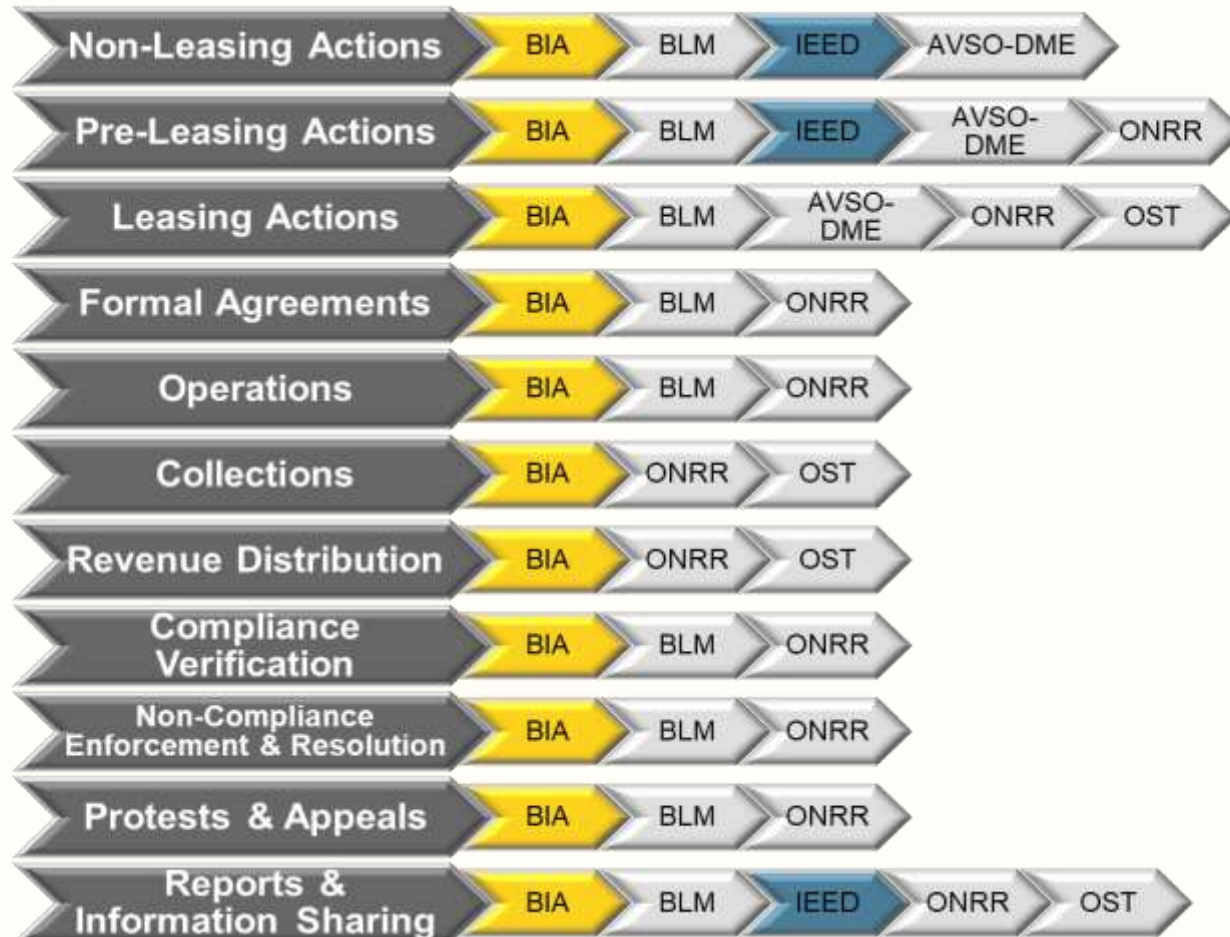 Non-Leasing Actions BIA BLM IEED AVSO-DME
Pre-Leasing Actions BIA BLM IEED AVSO-
DME ONRR
Leasing Actions BIA BLM AVSO-
DME ONRR OST
Formal Agreements BIA BLM ONRR
Operations BIA BLM ONRR
Collections BIA ONRR OST
Revenue Distribution BIA ONRR OST
Compliance
Verification BIA BLM ONRR
Non-Compliance
Enforcement & Resolution BIA BLM ONRR
Protests & Appeals BIA BLM ONRR
Reports &
Information Sharing BIA BLM IEED ONRR OST